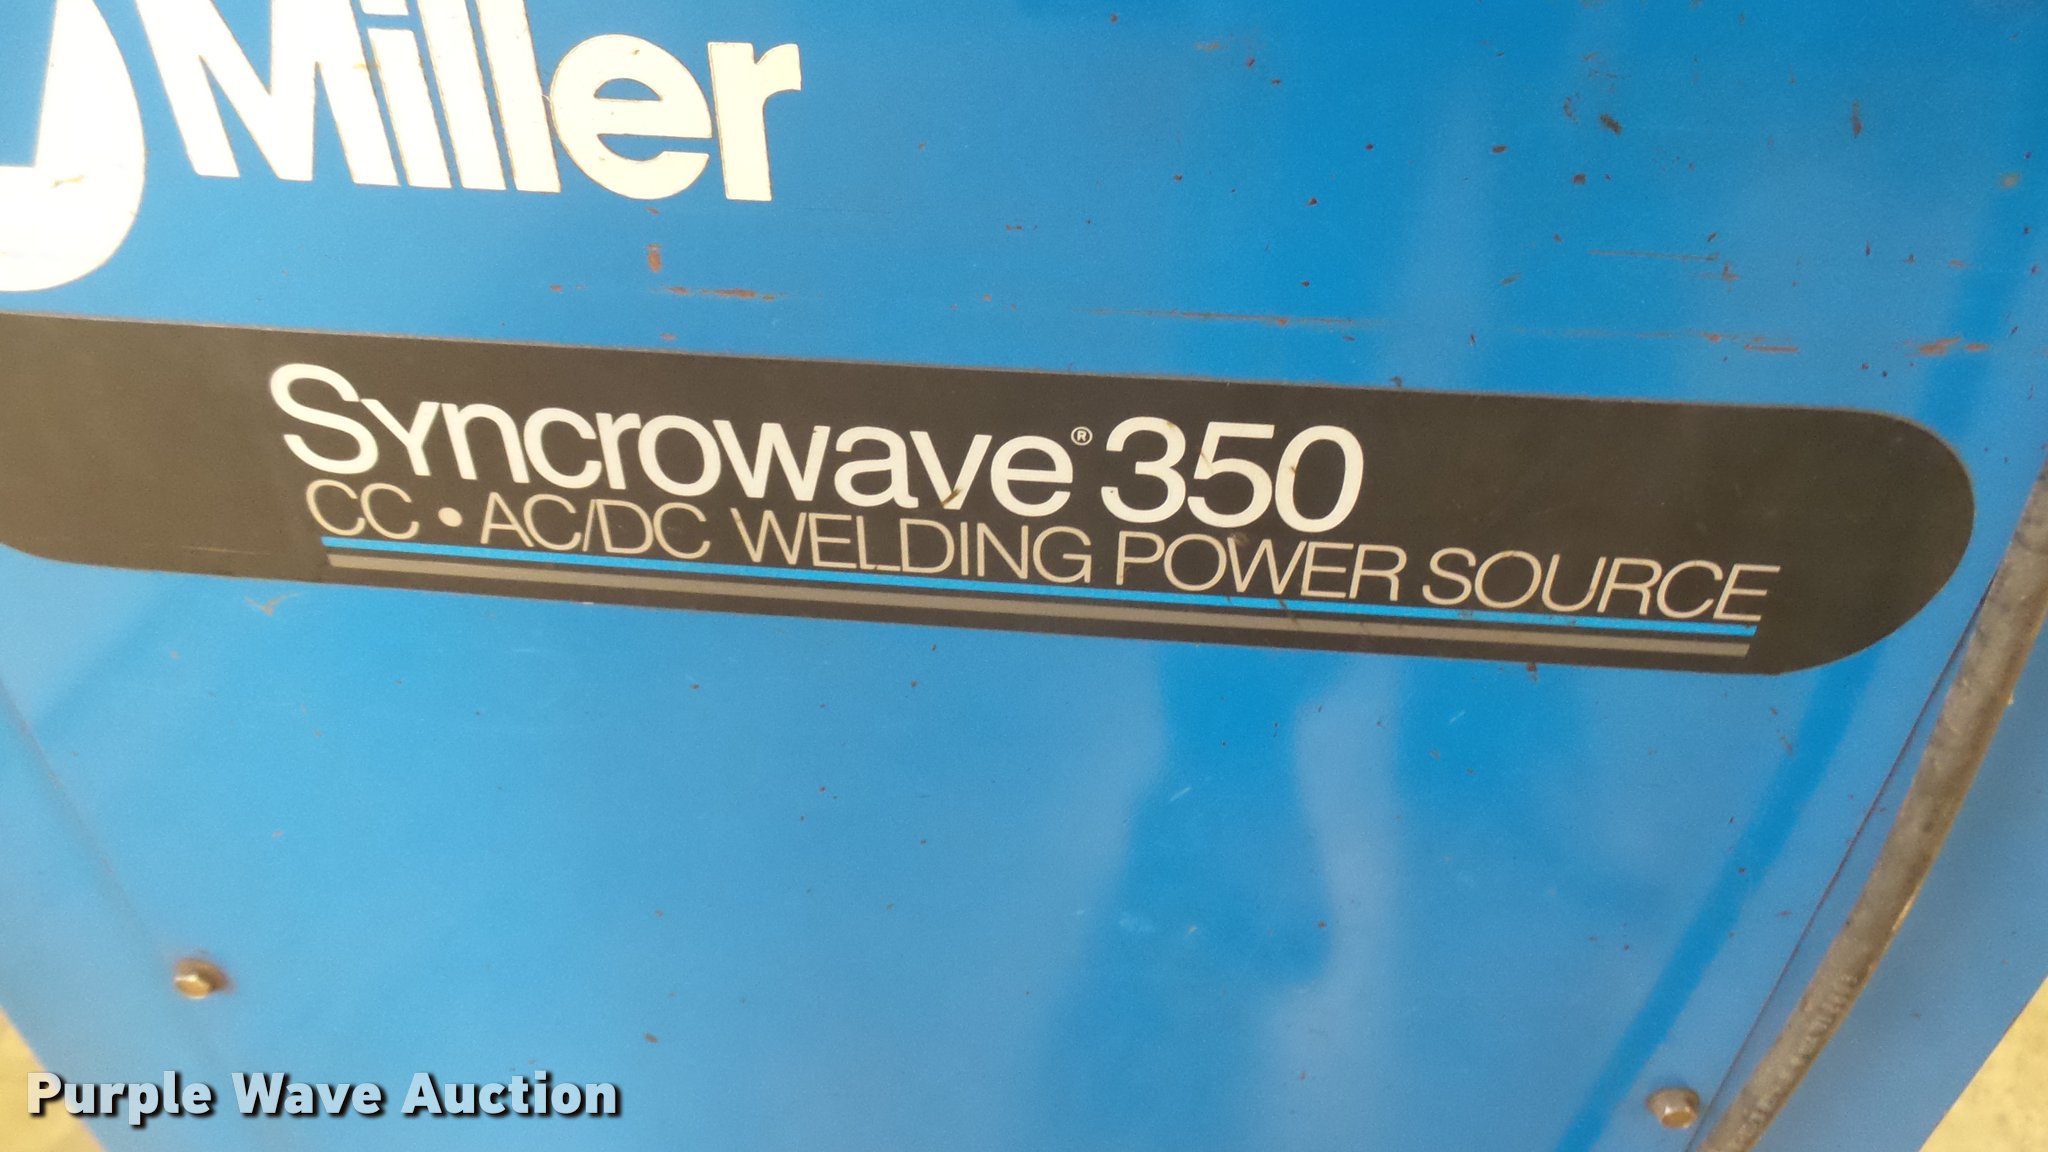 Miller
Syncrowave® 350
CC • AC/DC WELDING POWER SOURCE
Purple Wave Auction